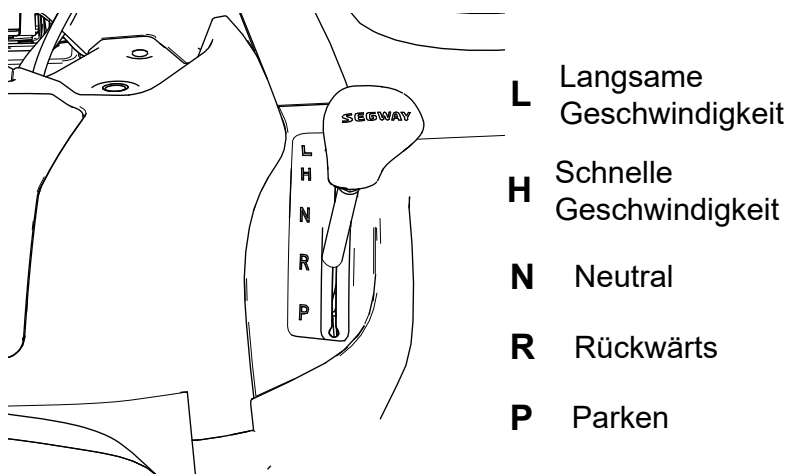 SEGWAY
L
H
N
R
P
L Langsame
Geschwindigkeit
H Schnelle
Geschwindigkeit
N Neutral
R Rückwärts
P Parken